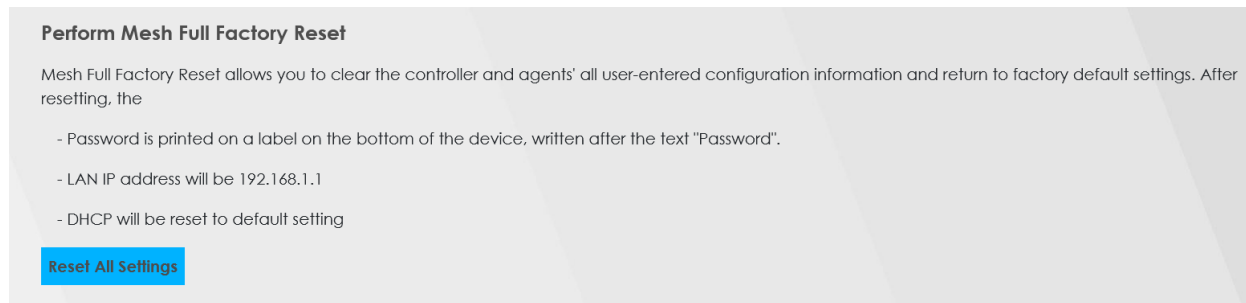 Perform Mesh Full Factory Reset
Mesh Full Factory Reset allows you to clear the controller and agents' all user-entered configuration information and return to factory default settings. After
resetting, the
- Password is printed on a label on the bottom of the device, written after the text "Password".
- LAN IP address will be 192.168.1.1
- DHCP will be reset to default setting
Reset All Settings